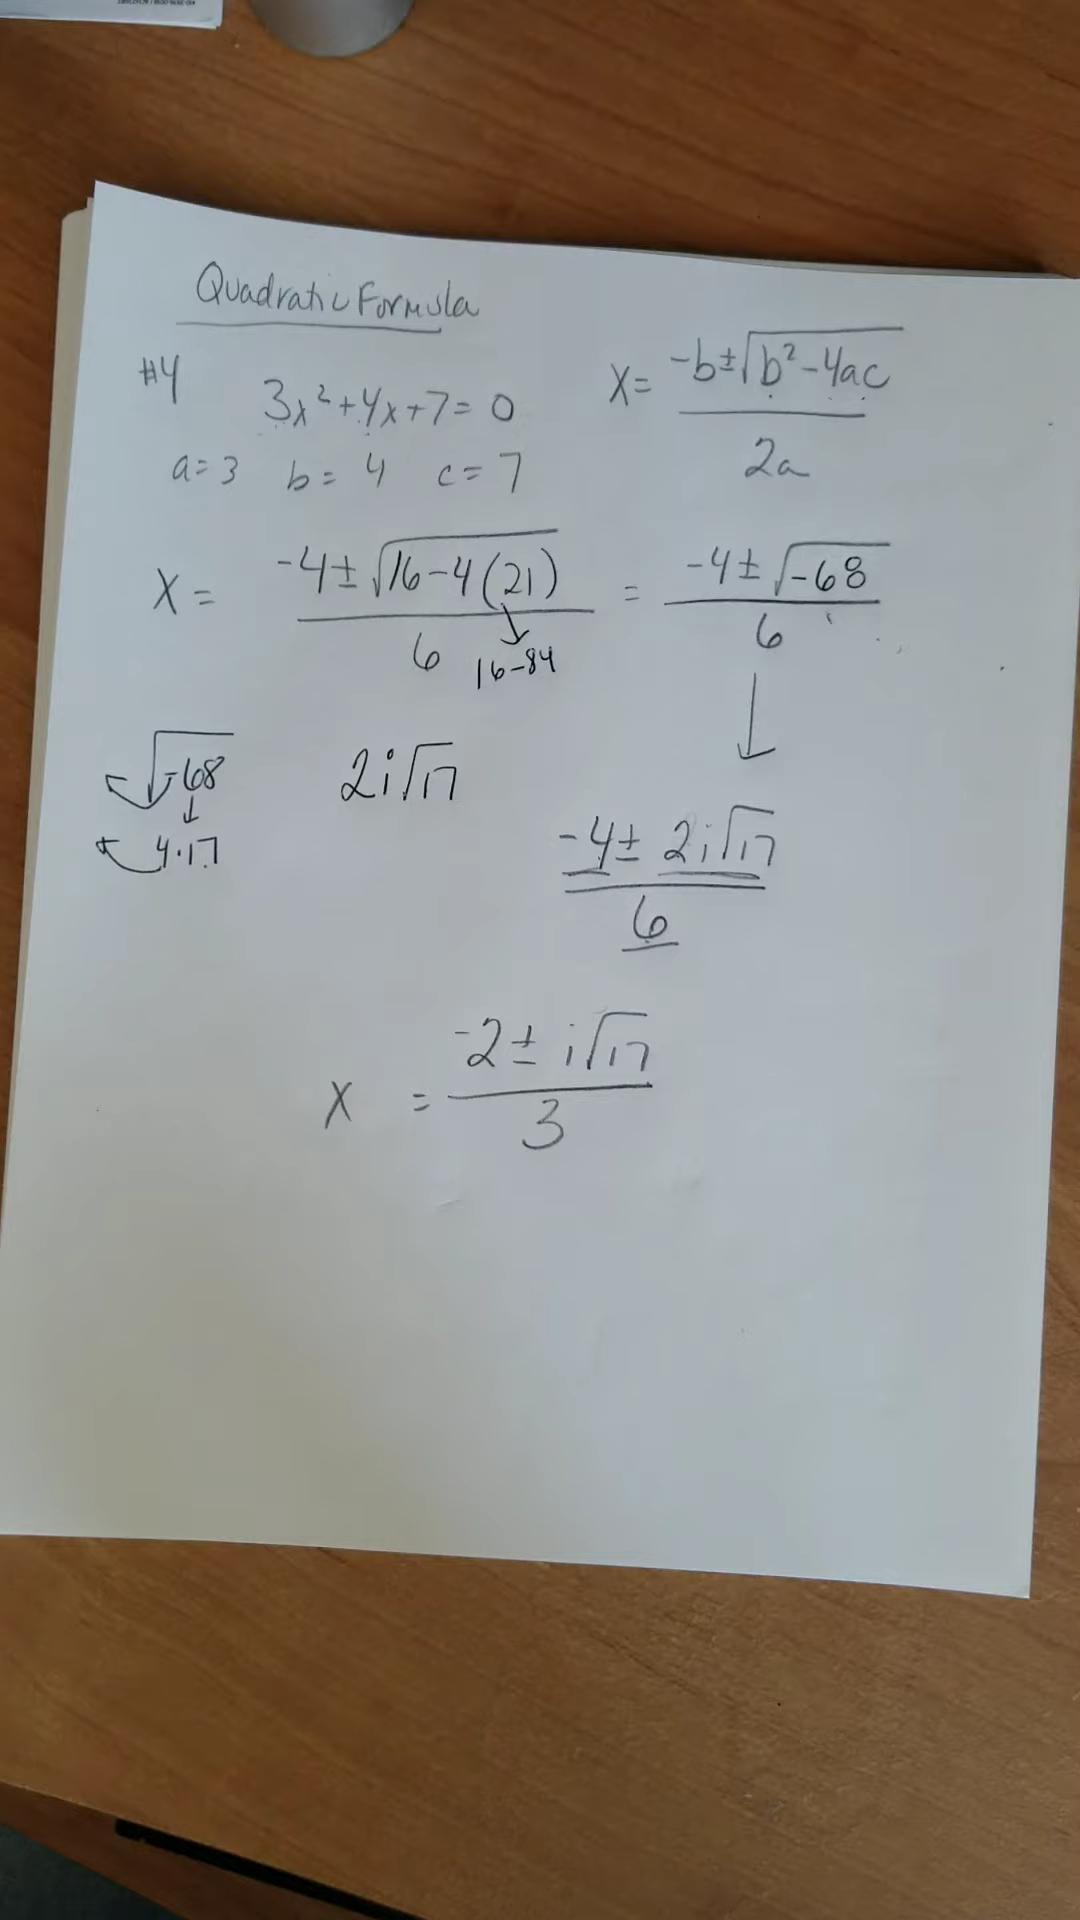 Quadratic Formula
#4
3x²+4x+7=0
x= -b±√b²-4ac / 2a
a=3 b=4 c=7
x= -4±√16-4(21) / 6 = -4±√-68 / 6
16-84
√-68
4·17
2i√17
-4±2i√17 / 6
x = -2±i√17 / 3